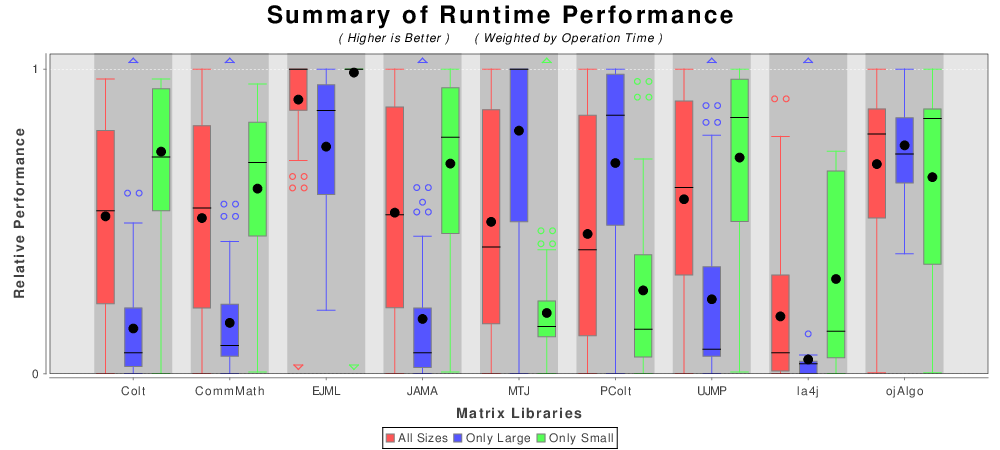 Summary of Runtime Performance
( Higher is Better ) ( Weighted by Operation Time )
Relative Performance
1
0
Colt CommMath EJML JAMA MTJ PColt UJMP la4j ojAlgo
Matrix Libraries
All Sizes Only Large Only Small